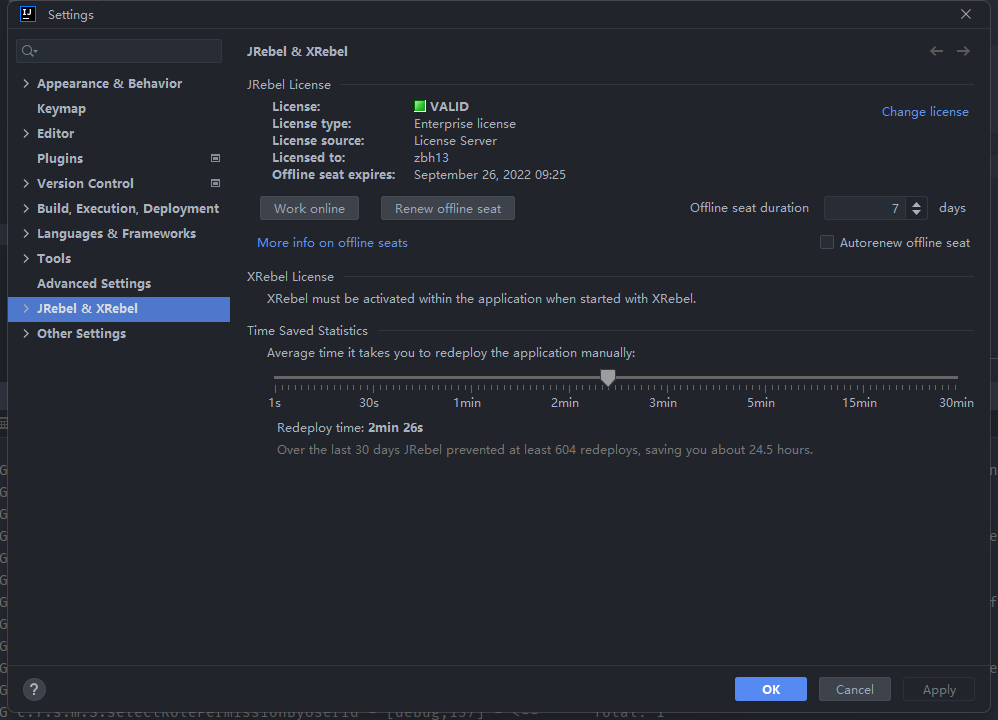 IJ
Settings
JRebel & XRebel
Appearance & Behavior
Keymap
Editor
Plugins
Version Control
Build, Execution, Deployment
Languages & Frameworks
Tools
Advanced Settings
JRebel & XRebel
Other Settings
JRebel License
License: VALID
Change license
License type: Enterprise license
License source: License Server
Licensed to: zbh13
Offline seat expires: September 26, 2022 09:25
Work online Renew offline seat Offline seat duration 7 days
More info on offline seats Autorenew offline seat
XRebel License
XRebel must be activated within the application when started with XRebel.
Time Saved Statistics
Average time it takes you to redeploy the application manually:
1s 30s 1min 2min 3min 5min 15min 30min
Redeploy time: 2min 26s
Over the last 30 days JRebel prevented at least 604 redeploys, saving you about 24.5 hours.
? OK Cancel Apply